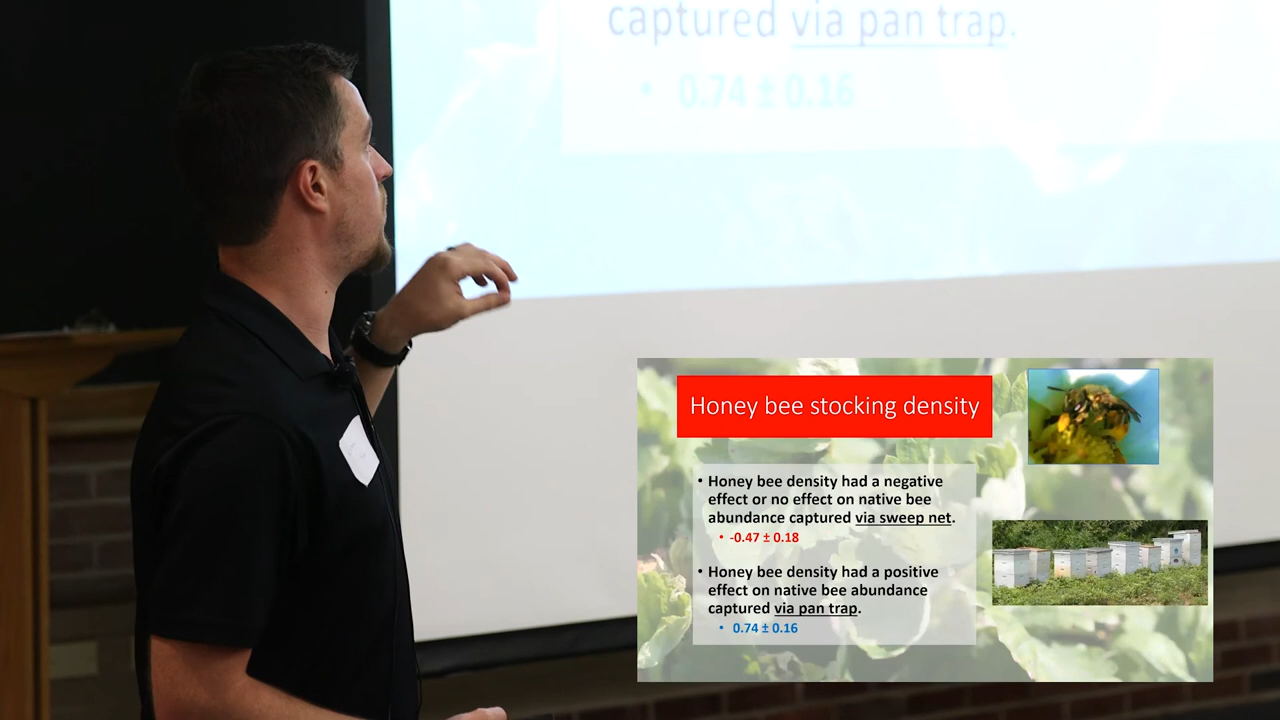 captured via pan trap.
• 0.74 ± 0.16
Honey bee stocking density
• Honey bee density had a negative
effect or no effect on native bee
abundance captured via sweep net.
• -0.47 ± 0.18
• Honey bee density had a positive
effect on native bee abundance
captured via pan trap.
• 0.74 ± 0.16